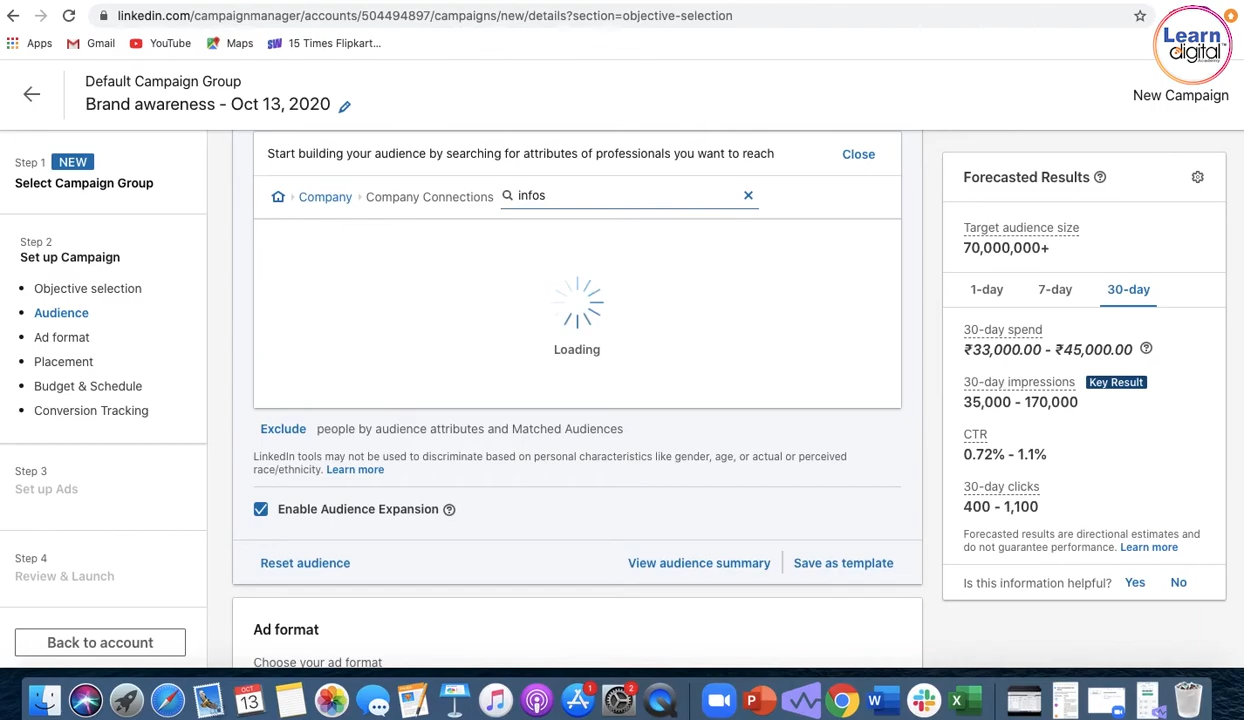 linkedin.com/campaignmanager/accounts/504494897/campaigns/new/details?section=objective-selection
Apps
Gmail
YouTube
Maps
SW 15 Times Flipkart...
Learn
digital
Academy
Default Campaign Group
Brand awareness - Oct 13, 2020
New Campaign
Step 1 NEW
Select Campaign Group
Step 2
Set up Campaign
Objective selection
Audience
Ad format
Placement
Budget & Schedule
Conversion Tracking
Step 3
Set up Ads
Step 4
Review & Launch
Back to account
Start building your audience by searching for attributes of professionals you want to reach
Close
Company
Company Connections
infos
Loading
Exclude people by audience attributes and Matched Audiences
LinkedIn tools may not be used to discriminate based on personal characteristics like gender, age, or actual or perceived
race/ethnicity. Learn more
Enable Audience Expansion
Reset audience
View audience summary
Save as template
Ad format
Choose your ad format
Forecasted Results
Target audience size
70,000,000+
1-day
7-day
30-day
30-day spend
₹33,000.00 - ₹45,000.00
30-day impressions Key Result
35,000 - 170,000
CTR
0.72% - 1.1%
30-day clicks
400 - 1,100
Forecasted results are directional estimates and
do not guarantee performance. Learn more
Is this information helpful? Yes No
OCT
13
1
2
P
W
X